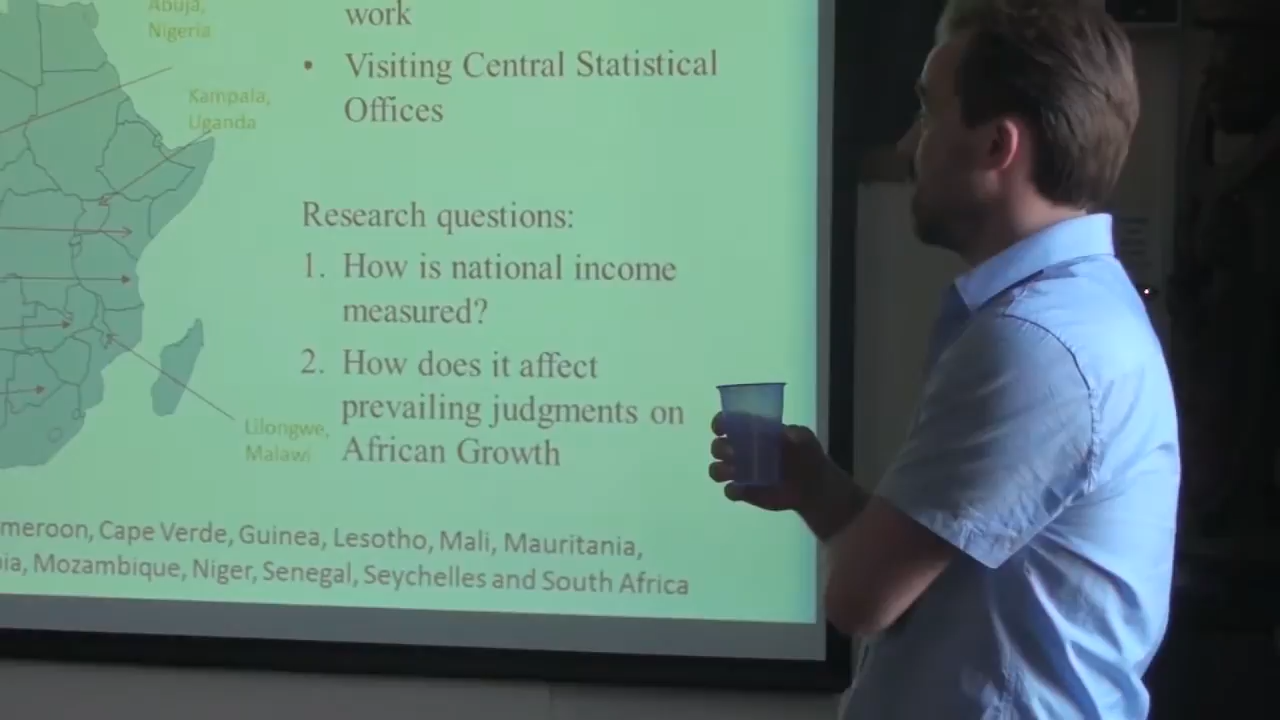 Abuja,
Nigeria
work
• Visiting Central Statistical
Offices
Kampala,
Uganda
Research questions:
1. How is national income
measured?
2. How does it affect
prevailing judgments on
African Growth
Lilongwe,
Malawi
meroon, Cape Verde, Guinea, Lesotho, Mali, Mauritania,
ia, Mozambique, Niger, Senegal, Seychelles and South Africa